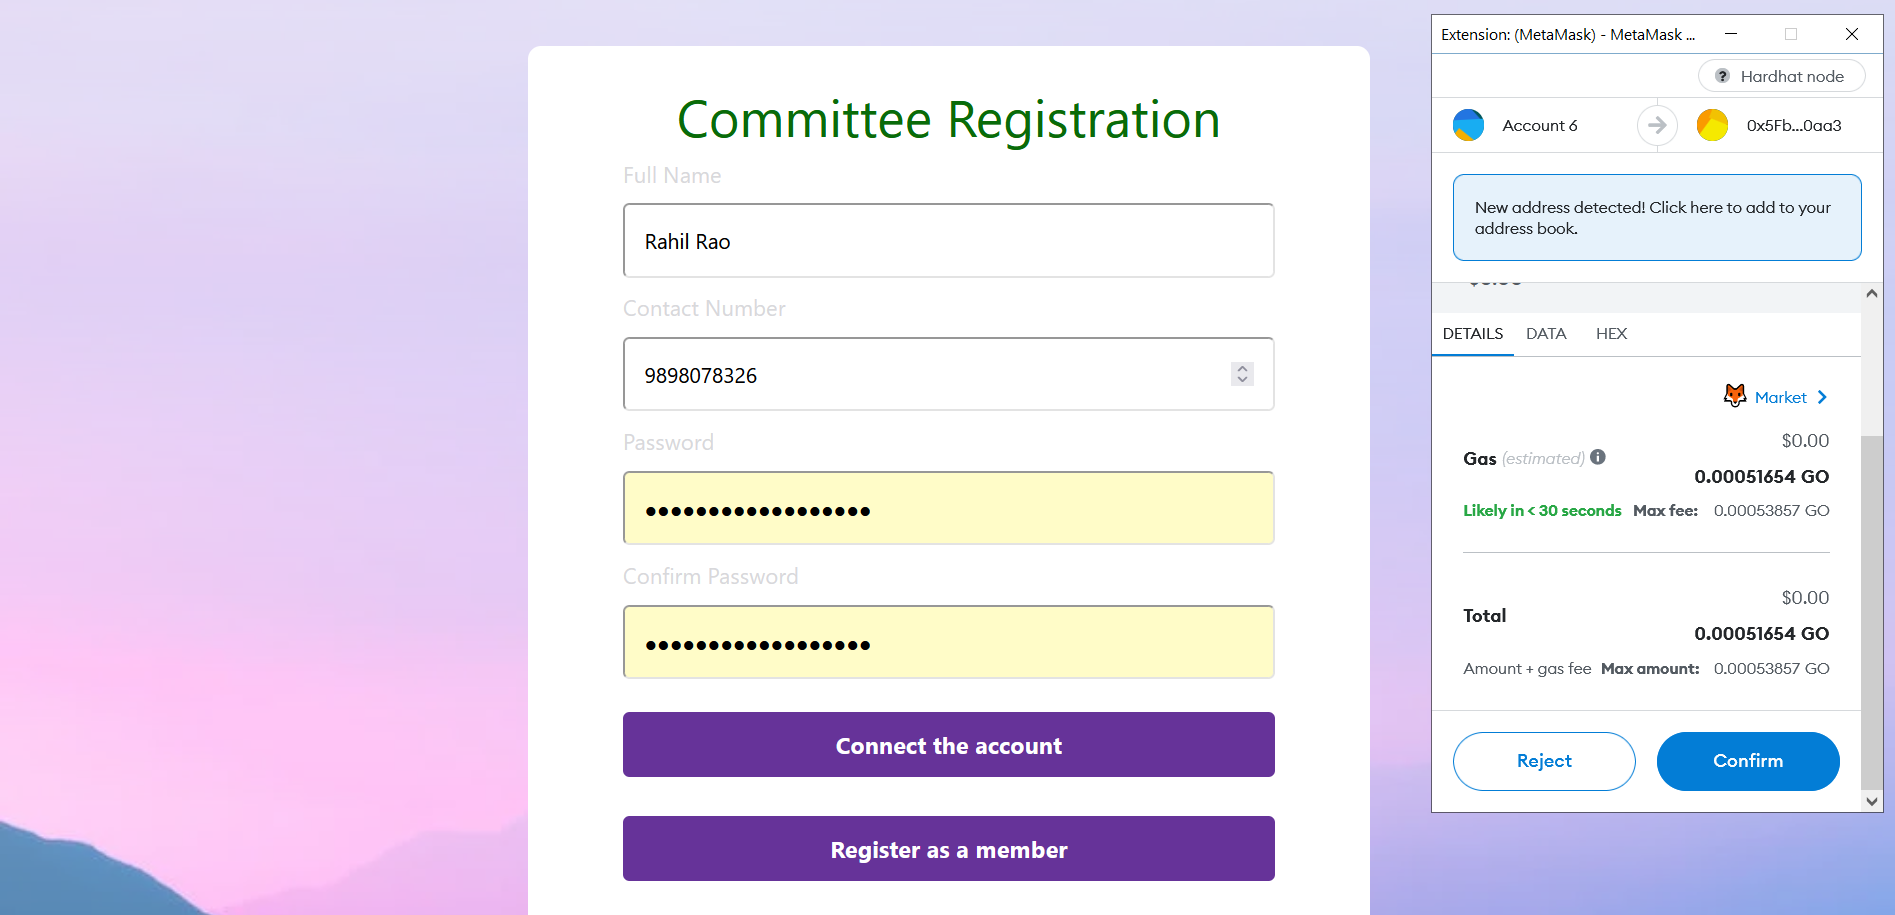 Committee Registration
Full Name
Rahil Rao
Contact Number
9898078326
Password
••••••••••••••••••
Confirm Password
••••••••••••••••••
Connect the account
Register as a member
Extension: (MetaMask) - MetaMask ...
Hardhat node
Account 6
0x5Fb...0aa3
New address detected! Click here to add to your
address book.
DETAILS DATA HEX
Market
$0.00
Gas (estimated)
0.00051654 GO
Likely in < 30 seconds Max fee: 0.00053857 GO
$0.00
Total
0.00051654 GO
Amount + gas fee Max amount: 0.00053857 GO
Reject Confirm